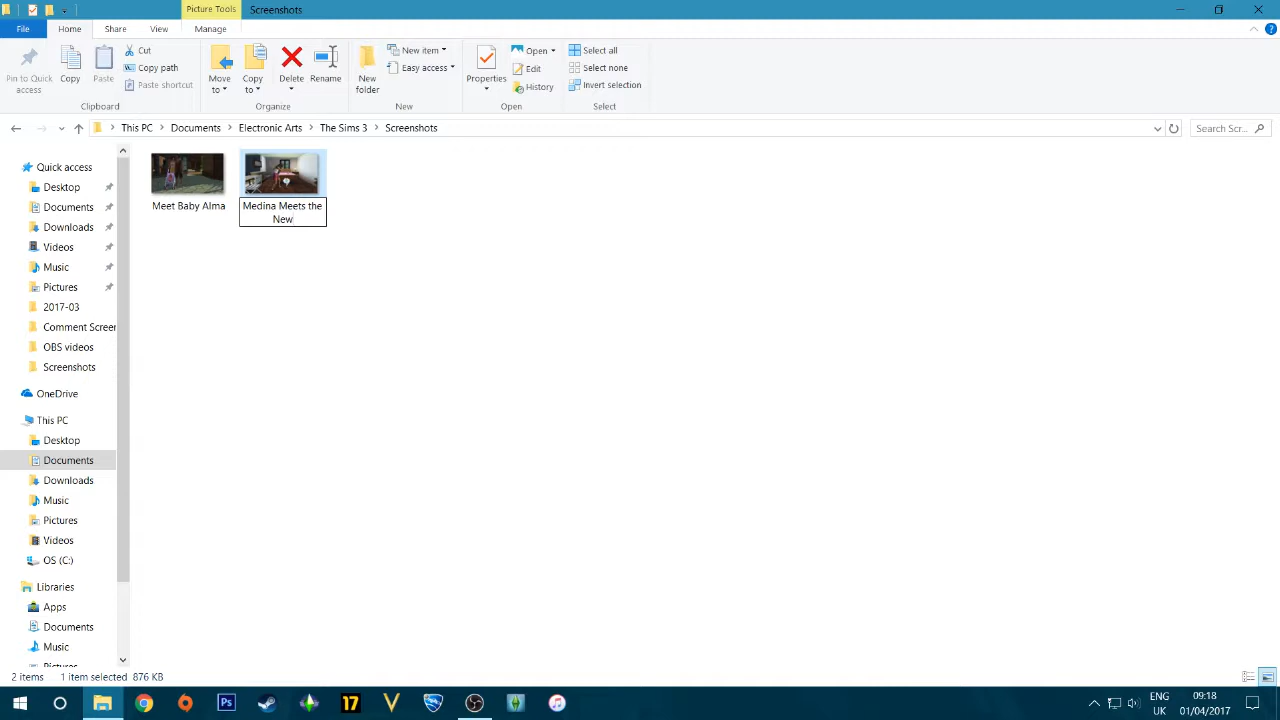 Picture Tools Screenshots
File Home Share View Manage
Pin to Quick access
Copy
Paste
Cut
Copy path
Paste shortcut
Clipboard
Move to
Copy to
Delete
Rename
Organize
New folder
New item
Easy access
New
Properties
Open
Edit
History
Open
Select all
Select none
Invert selection
Select
This PC Documents Electronic Arts The Sims 3 Screenshots
Search Scr...
Quick access
Desktop
Documents
Downloads
Videos
Music
Pictures
2017-03
Comment Screer
OBS videos
Screenshots
OneDrive
This PC
Desktop
Documents
Downloads
Music
Pictures
Videos
OS (C:)
Libraries
Apps
Documents
Music
Pictures
Meet Baby Alma
Medina Meets the
New
2 items 1 item selected 876 KB
Ps
17
V
ENG
UK
09:18
01/04/2017